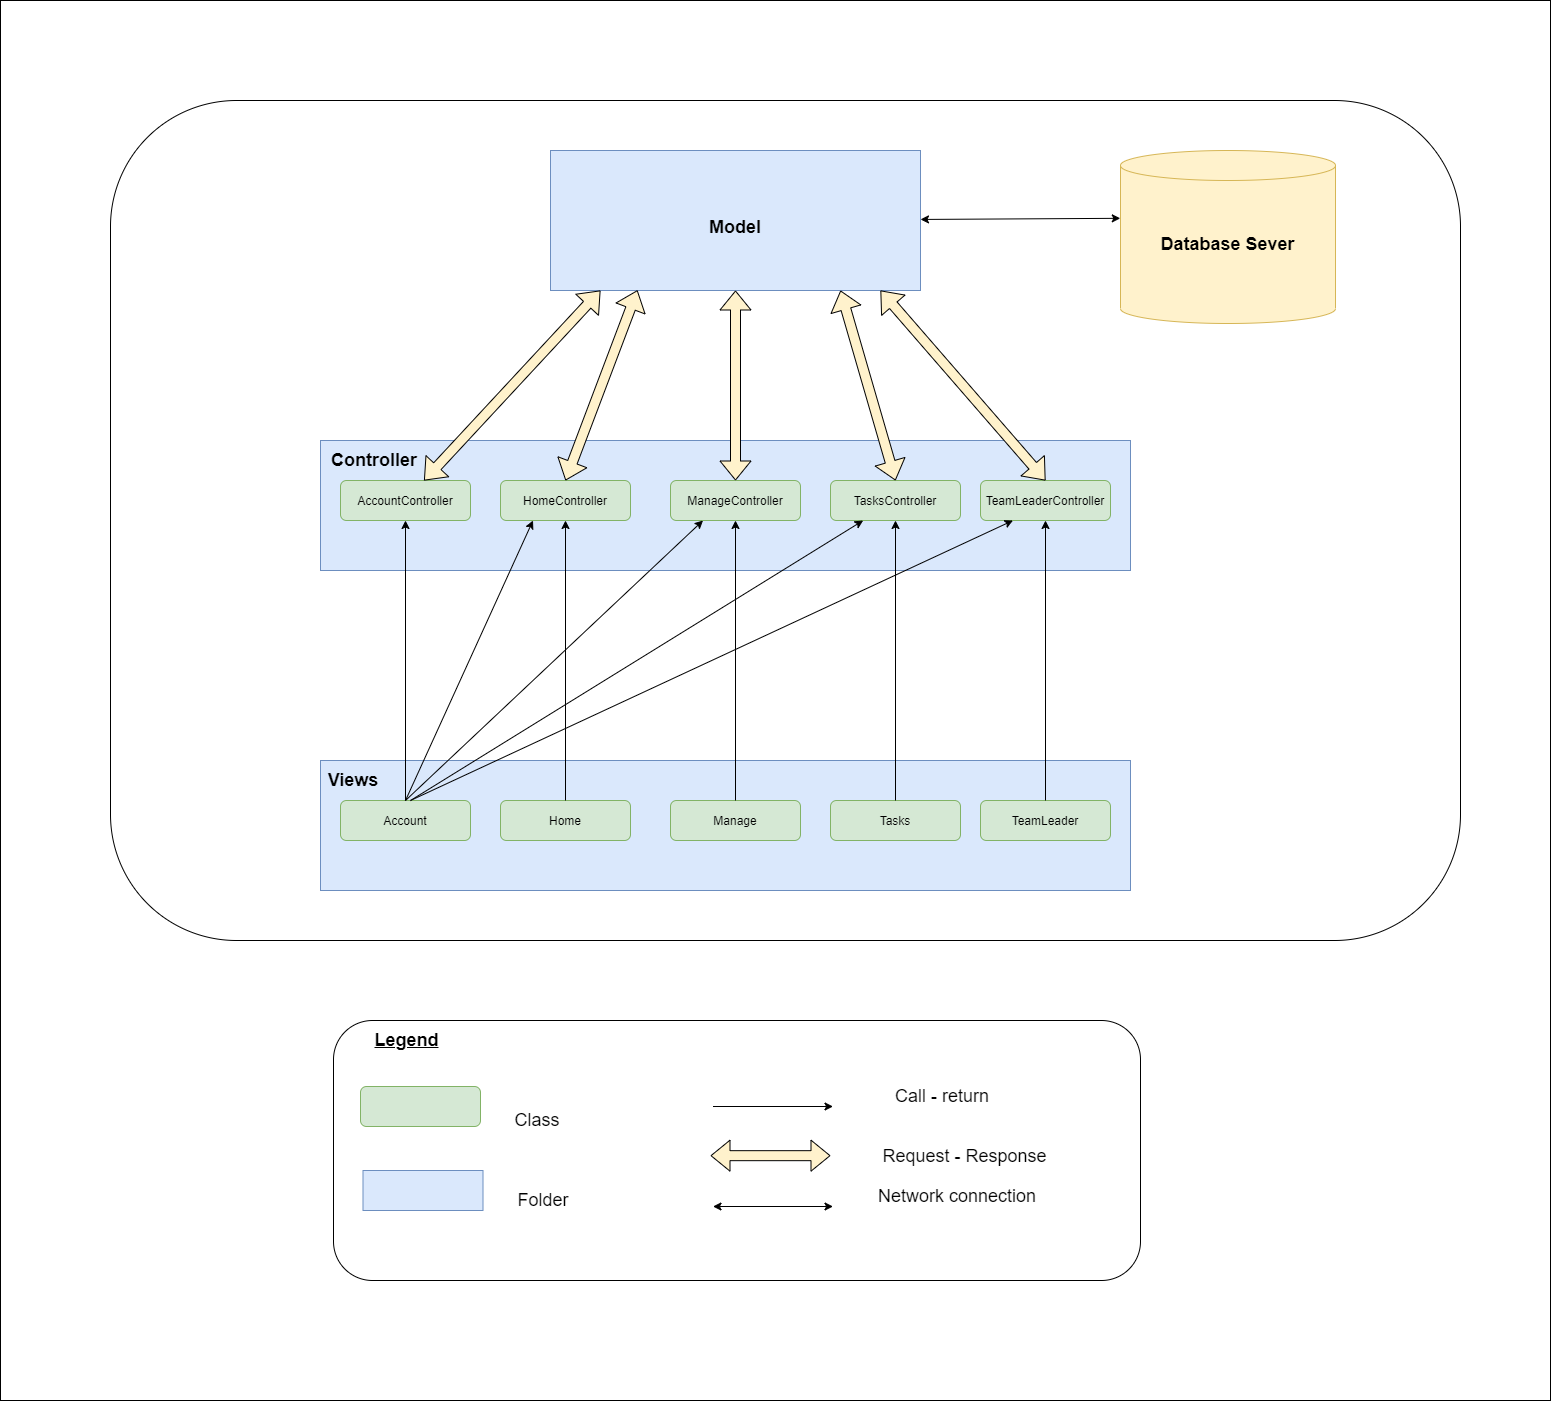 Model
Database Sever
Controller
AccountController
HomeController
ManageController
TasksController
TeamLeaderController
Views
Account
Home
Manage
Tasks
TeamLeader
Legend
Class
Call - return
Request - Response
Folder
Network connection